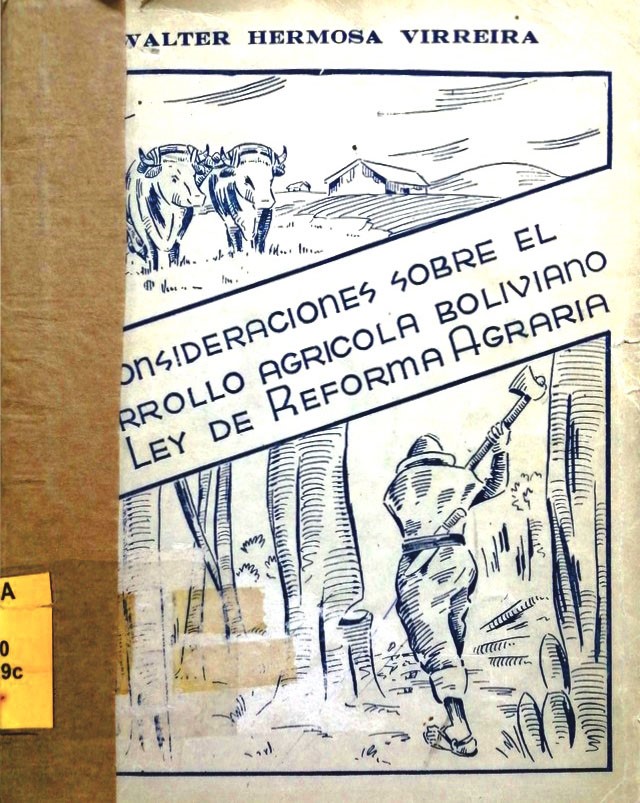 WALTER HERMOSA VIRREIRA
ONSIDERACIONES SOBRE EL
RROLLO AGRICOLA BOLIVIANO
LEY DE REFORMA AGRARIA
A
0
9c